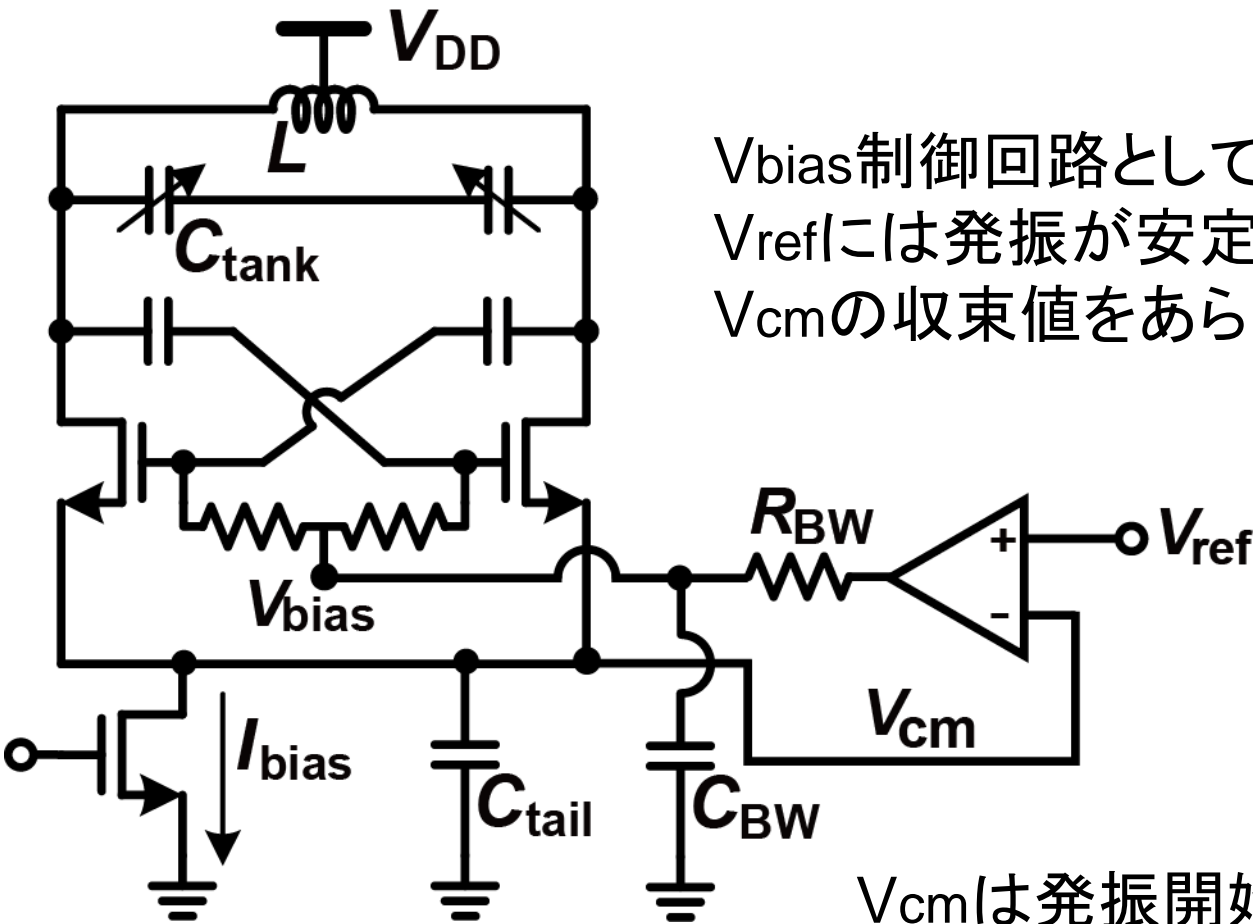 VDD
L
Vbias制御回路として
Ctank
Vrefには発振が安定
Vcmの収束値をあら
RBW
+
Vref
Vbias
−
Vcm
Ibias
Ctail
CBW
Vcmは発振開始